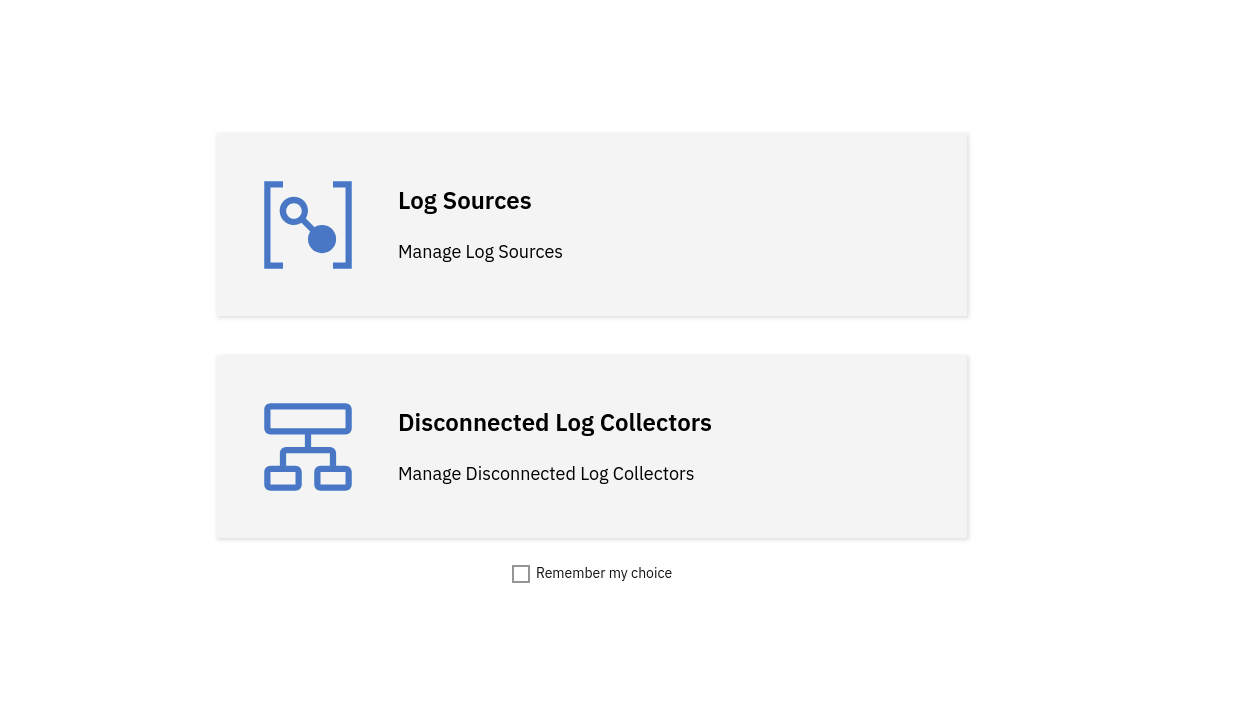 Log Sources
Manage Log Sources
Disconnected Log Collectors
Manage Disconnected Log Collectors
Remember my choice